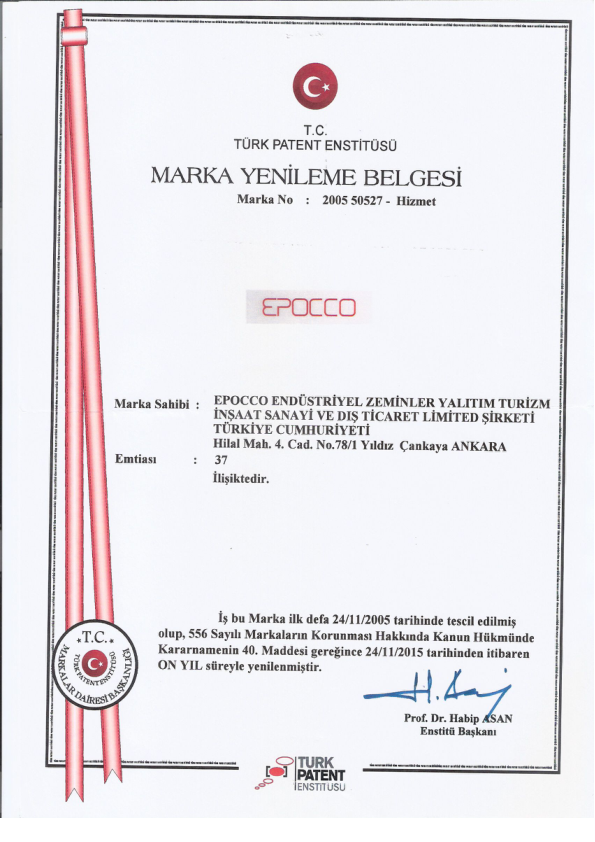 T.C.
TÜRK PATENT ENSTİTÜSÜ
MARKA YENİLEME BELGESİ
Marka No : 2005 50527 - Hizmet
EPOCCO
Marka Sahibi : EPOCCO ENDÜSTRİYEL ZEMİNLER YALITIM TURİZM
İNŞAAT SANAYİ VE DIŞ TİCARET LİMİTED ŞİRKETİ
TÜRKİYE CUMHURİYETİ
Hilal Mah. 4. Cad. No.78/1 Yıldız Çankaya ANKARA
Emtiası : 37
İlişiktedir.
İş bu Marka ilk defa 24/11/2005 tarihinde tescil edilmiş
olup, 556 Sayılı Markaların Korunması Hakkında Kanun Hükmünde
Kararnamenin 40. Maddesi gereğince 24/11/2015 tarihinden itibaren
ON YIL süreyle yenilenmiştir.
T.C.
TÜRK PATENT ENSTİTÜSÜ
MARKALAR DAİRESİ BAŞKANLIĞI
Prof. Dr. Habip ASAN
Enstitü Başkanı
TURK
PATENT
ENSTITUSU